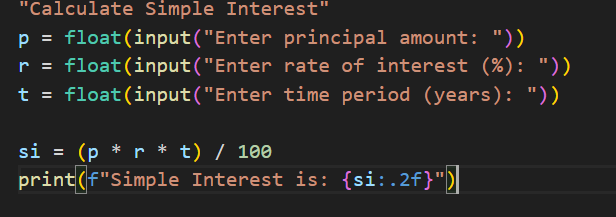 "Calculate Simple Interest"
p = float(input("Enter principal amount: "))
r = float(input("Enter rate of interest (%): "))
t = float(input("Enter time period (years): "))
si = (p * r * t) / 100
print(f"Simple Interest is: {si:.2f}")